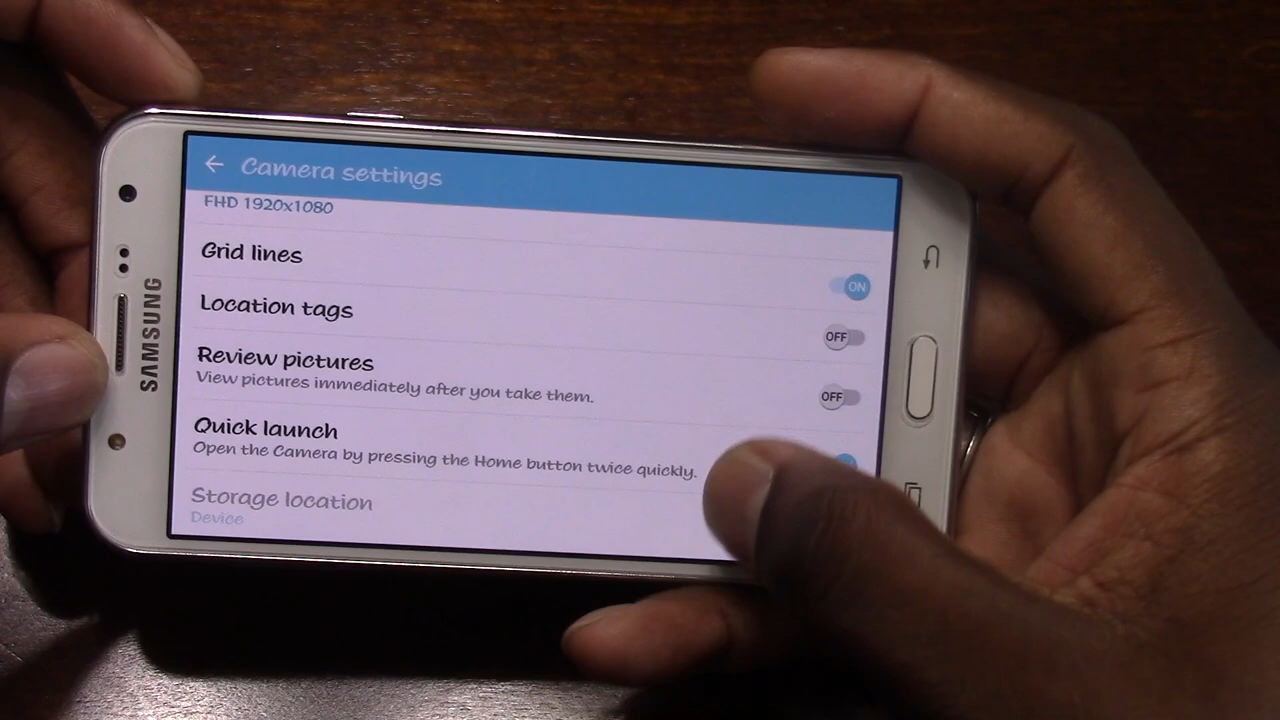 Camera settings
FHD 1920x1080
Grid lines
ON
Location tags
OFF
Review pictures
View pictures immediately after you take them.
OFF
Quick launch
Open the Camera by pressing the Home button twice quickly.
Storage location
Device
SAMSUNG